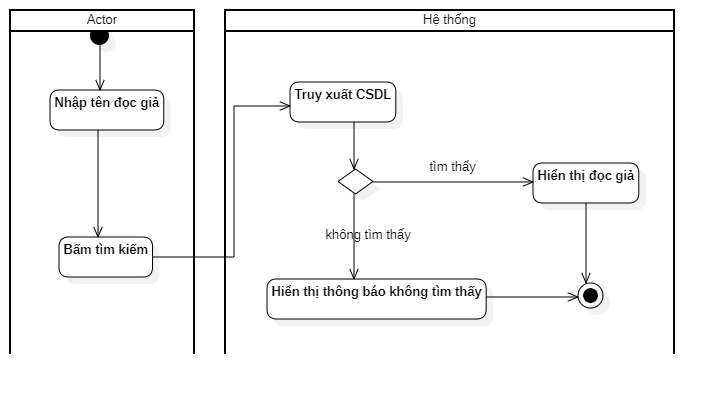 Actor
Hệ thống
Nhập tên đọc giả
Truy xuất CSDL
tìm thấy
Hiển thị đọc giả
không tìm thấy
Bấm tìm kiếm
Hiển thị thông báo không tìm thấy